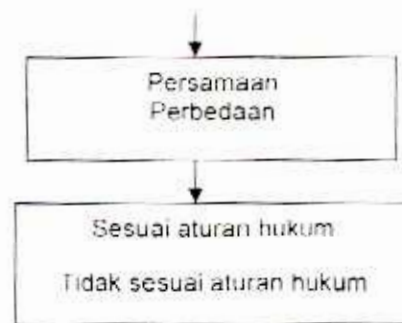 Persamaan
Perbedaan
Sesuai aturan hukum
Tidak sesuai aturan hukum